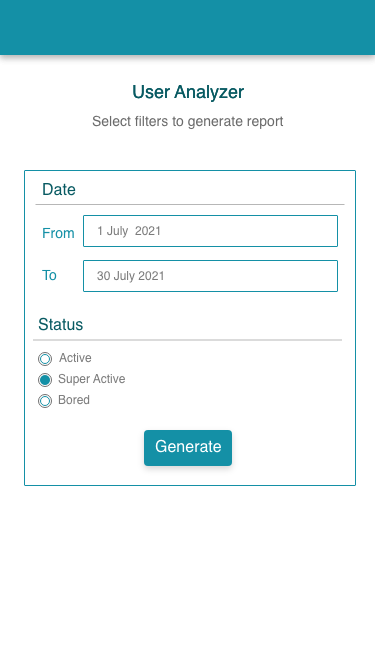 User Analyzer
Select filters to generate report
Date
From 1 July  2021
To 30 July 2021
Status
Active
Super Active
Bored
Generate